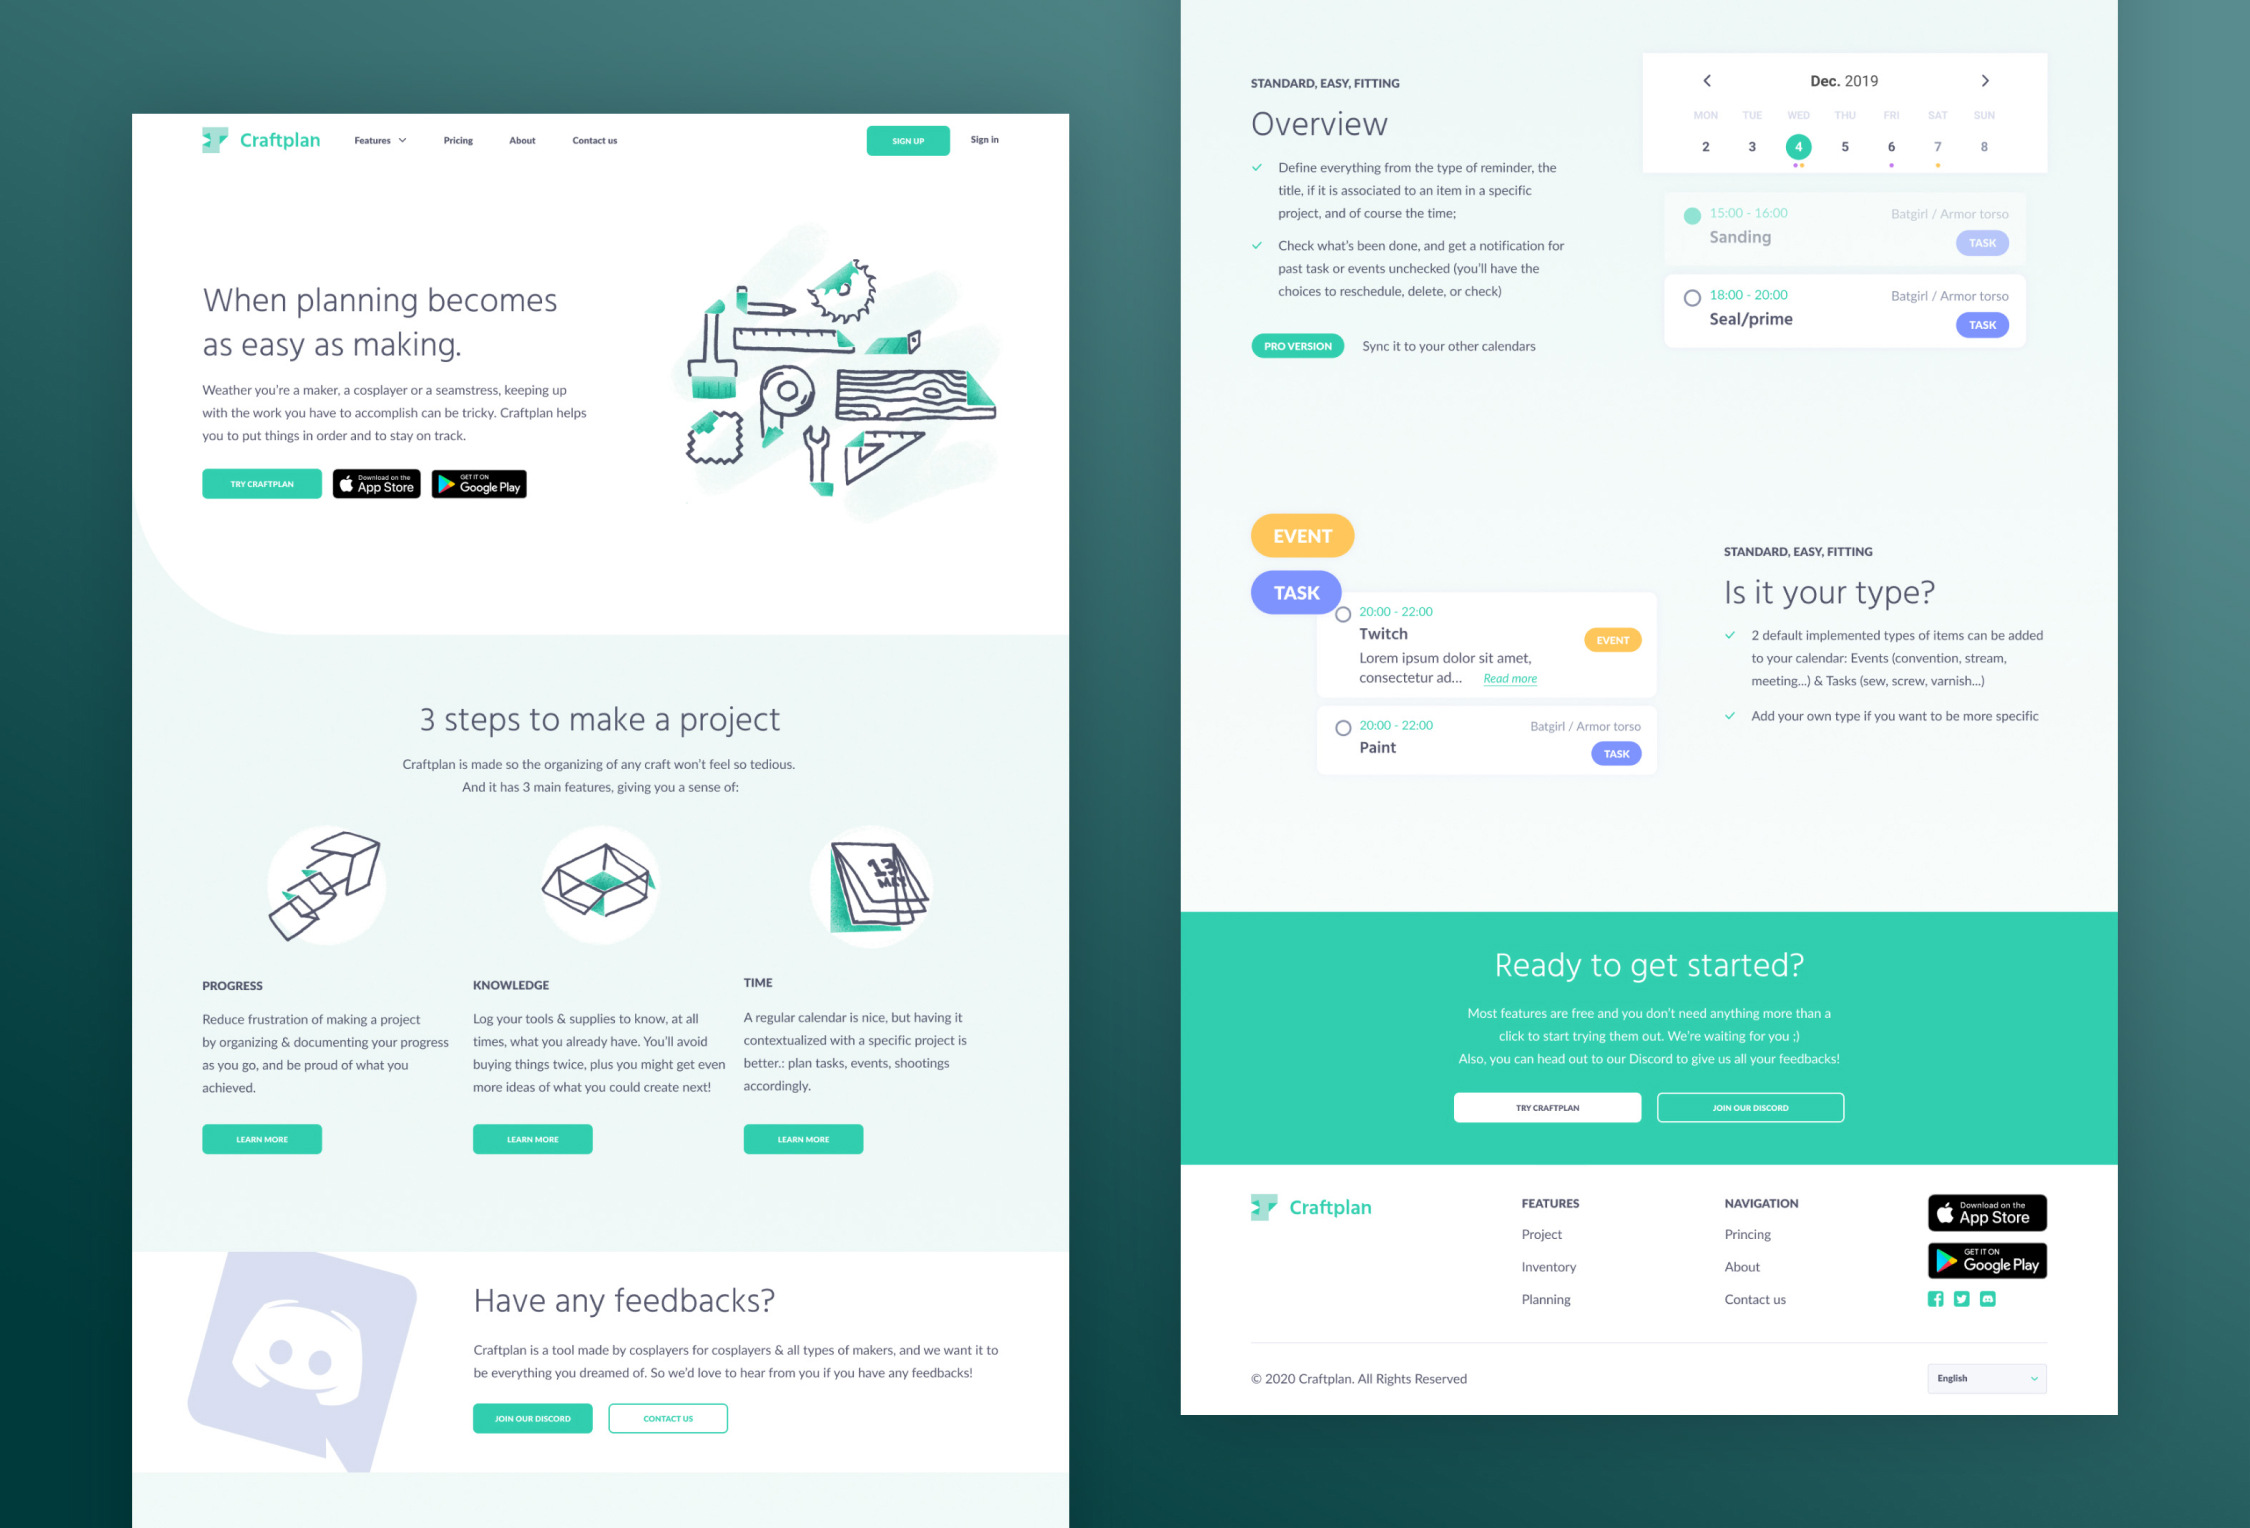 Craftplan
Features
Pricing
About
Contact us
SIGN UP
Sign in
When planning becomes
as easy as making.
Weather you're a maker, a cosplayer or a seamstress, keeping up
with the work you have to accomplish can be tricky. Craftplan helps
you to put things in order and to stay on track.
TRY CRAFTPLAN
Download on the
App Store
GET IT ON
Google Play
3 steps to make a project
Craftplan is made so the organizing of any craft won't feel so tedious.
And it has 3 main features, giving you a sense of:
13
MAY
PROGRESS
Reduce frustration of making a project
by organizing & documenting your progress
as you go, and be proud of what you
achieved.
LEARN MORE
KNOWLEDGE
Log your tools & supplies to know, at all
times, what you already have. You'll avoid
buying things twice, plus you might get even
more ideas of what you could create next!
LEARN MORE
TIME
A regular calendar is nice, but having it
contextualized with a specific project is
better.: plan tasks, events, shootings
accordingly.
LEARN MORE
Have any feedbacks?
Craftplan is a tool made by cosplayers for cosplayers & all types of makers, and we want it to
be everything you dreamed of. So we'd love to hear from you if you have any feedbacks!
JOIN OUR DISCORD
CONTACT US
STANDARD, EASY, FITTING
Overview
Define everything from the type of reminder, the
title, if it is associated to an item in a specific
project, and of course the time;
Check what's been done, and get a notification for
past task or events unchecked (you'll have the
choices to reschedule, delete, or check)
PRO VERSION
Sync it to your other calendars
Dec. 2019
MON TUE WED THU FRI SAT SUN
2 3 4 5 6 7 8
15:00 - 16:00
Batgirl / Armor torso
Sanding
TASK
18:00 - 20:00
Batgirl / Armor torso
Seal/prime
TASK
EVENT
TASK
20:00 - 22:00
Twitch
EVENT
Lorem ipsum dolor sit amet,
consectetur ad... Read more
20:00 - 22:00
Batgirl / Armor torso
Paint
TASK
STANDARD, EASY, FITTING
Is it your type?
2 default implemented types of items can be added
to your calendar: Events (convention, stream,
meeting...) & Tasks (sew, screw, varnish...)
Add your own type if you want to be more specific
Ready to get started?
Most features are free and you don't need anything more than a
click to start trying them out. We're waiting for you ;)
Also, you can head out to our Discord to give us all your feedbacks!
TRY CRAFTPLAN
JOIN OUR DISCORD
Craftplan
FEATURES
Project
Inventory
Planning
NAVIGATION
Princing
About
Contact us
Download on the
App Store
GET IT ON
Google Play
© 2020 Craftplan. All Rights Reserved
English